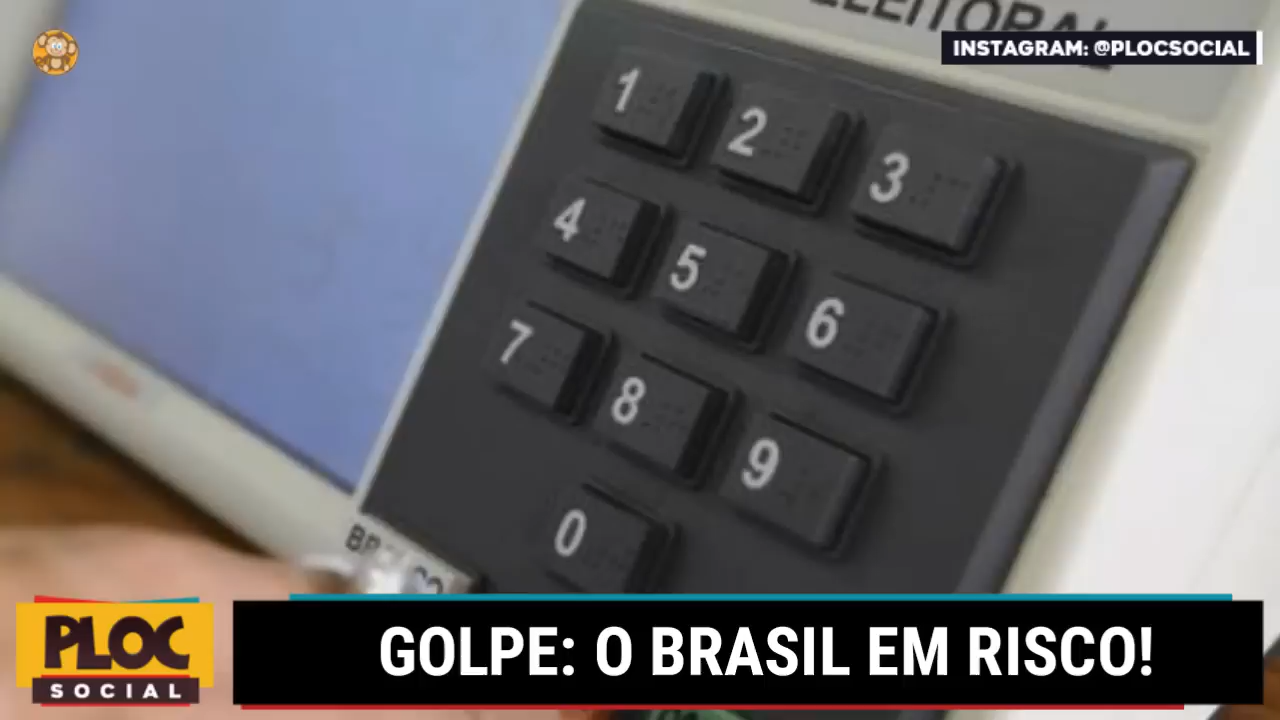 ELEITORAL
INSTAGRAM: @PLOCSOCIAL
1 2 3
4 5 6
7 8 9
0
PLOC
SOCIAL
GOLPE: O BRASIL EM RISCO!